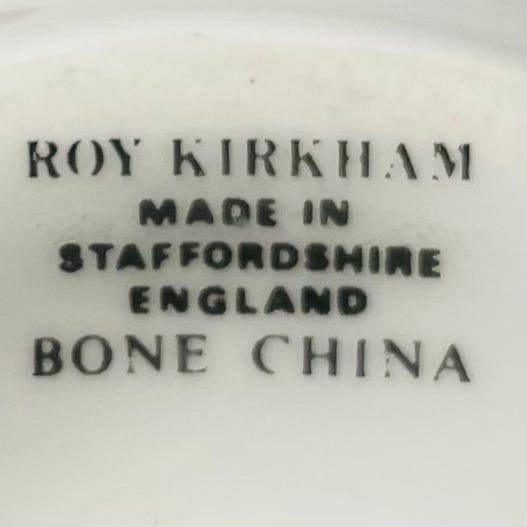 ROY KIRKHAM
MADE IN
STAFFORDSHIRE
ENGLAND
BONE CHINA